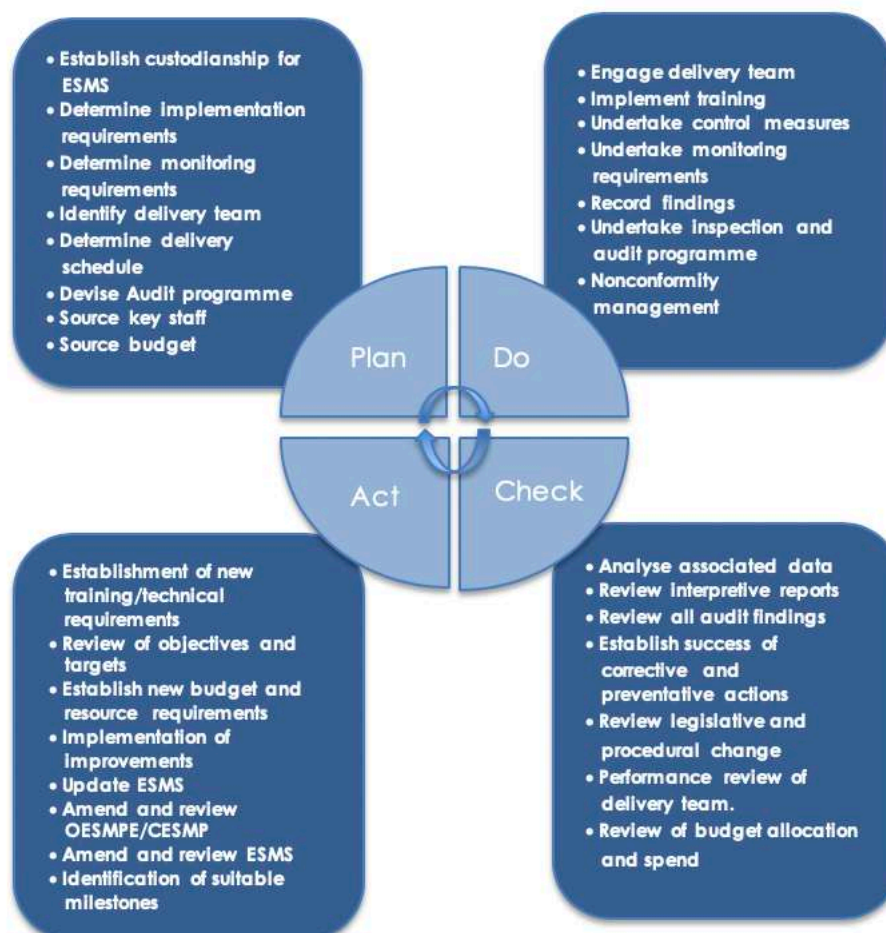 • Establish custodianship for
ESMS
• Determine implementation
requirements
• Determine monitoring
requirements
• Identify delivery team
• Determine delivery
schedule
• Devise Audit programme
• Source key staff
• Source budget
• Engage delivery team
• Implement training
• Undertake control measures
• Undertake monitoring
requirements
• Record findings
• Undertake inspection and
audit programme
• Nonconformity
management
Plan
Do
Act
Check
• Establishment of new
training/technical
requirements
• Review of objectives and
targets
• Establish new budget and
resource requirements
• Implementation of
improvements
• Update ESMS
• Amend and review
OESMPE/CESMP
• Amend and review ESMS
• Identification of suitable
milestones
• Analyse associated data
• Review interpretive reports
• Review all audit findings
• Establish success of
corrective and
preventative actions
• Review legislative and
procedural change
• Performance review of
delivery team.
• Review of budget allocation
and spend